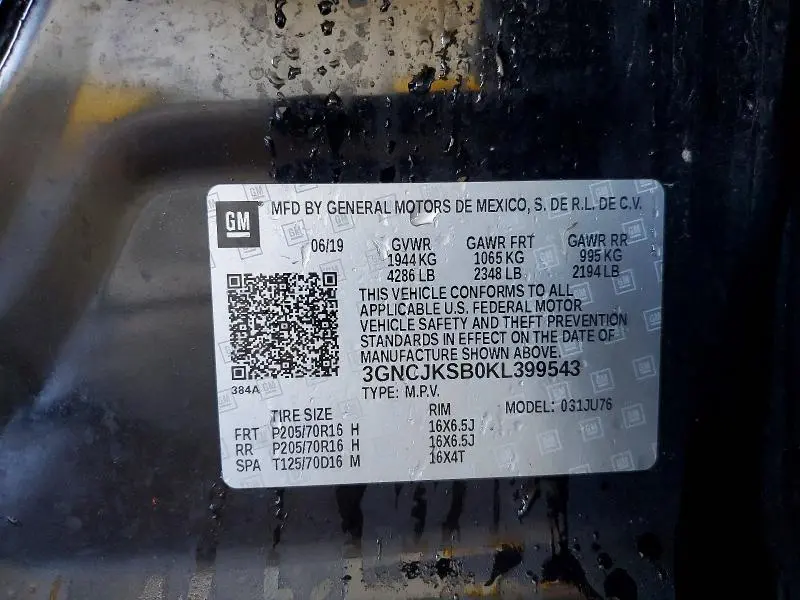 GM MFD BY GENERAL MOTORS DE MEXICO, S. DE R.L. DE C.V.
06/19 GVWR GAWR FRT GAWR RR
1944 KG 1065 KG 995 KG
4286 LB 2348 LB 2194 LB
THIS VEHICLE CONFORMS TO ALL
APPLICABLE U.S. FEDERAL MOTOR
VEHICLE SAFETY AND THEFT PREVENTION
STANDARDS IN EFFECT ON THE DATE OF
MANUFACTURE SHOWN ABOVE.
384A
3GNCJKSB0KL399543
TYPE: M.P.V. MODEL: 031JU76
TIRE SIZE RIM
FRT P205/70R16 H 16X6.5J
RR P205/70R16 H 16X6.5J
SPA T125/70D16 M 16X4T